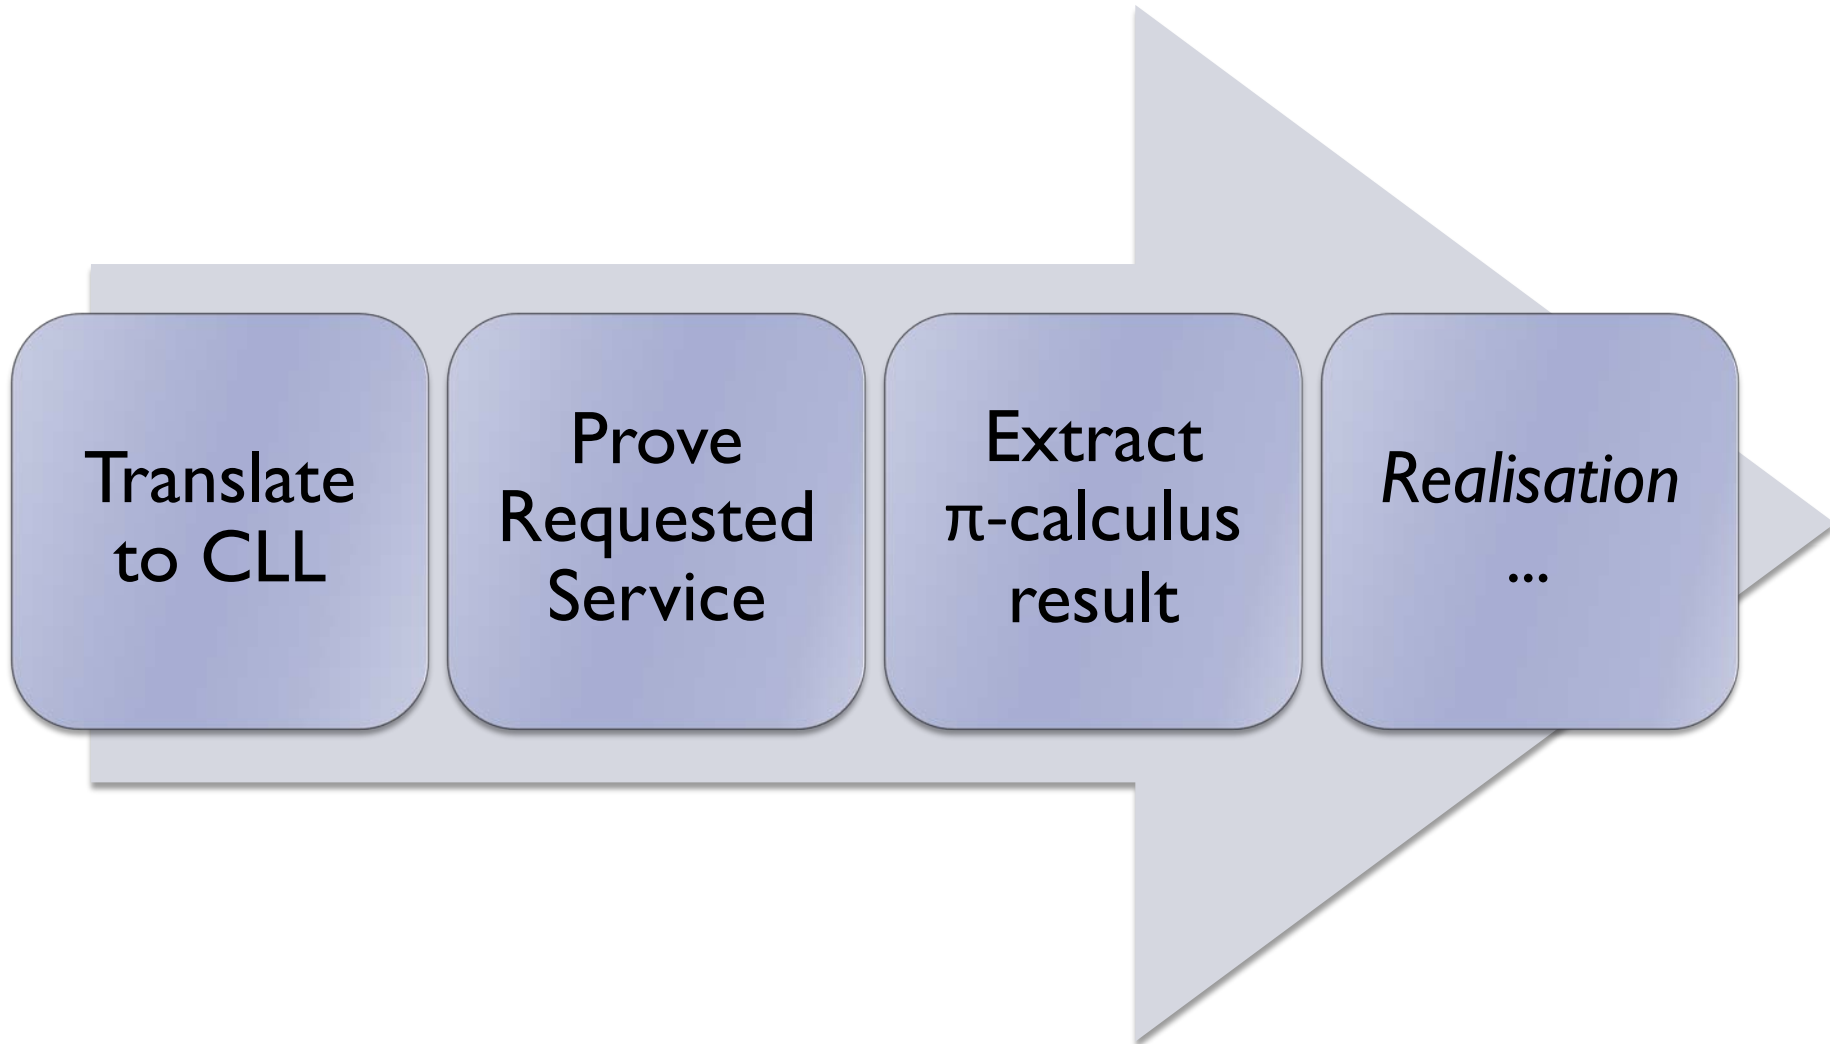 Translate
to CLL
Prove
Requested
Service
Extract
π-calculus
result
Realisation
...